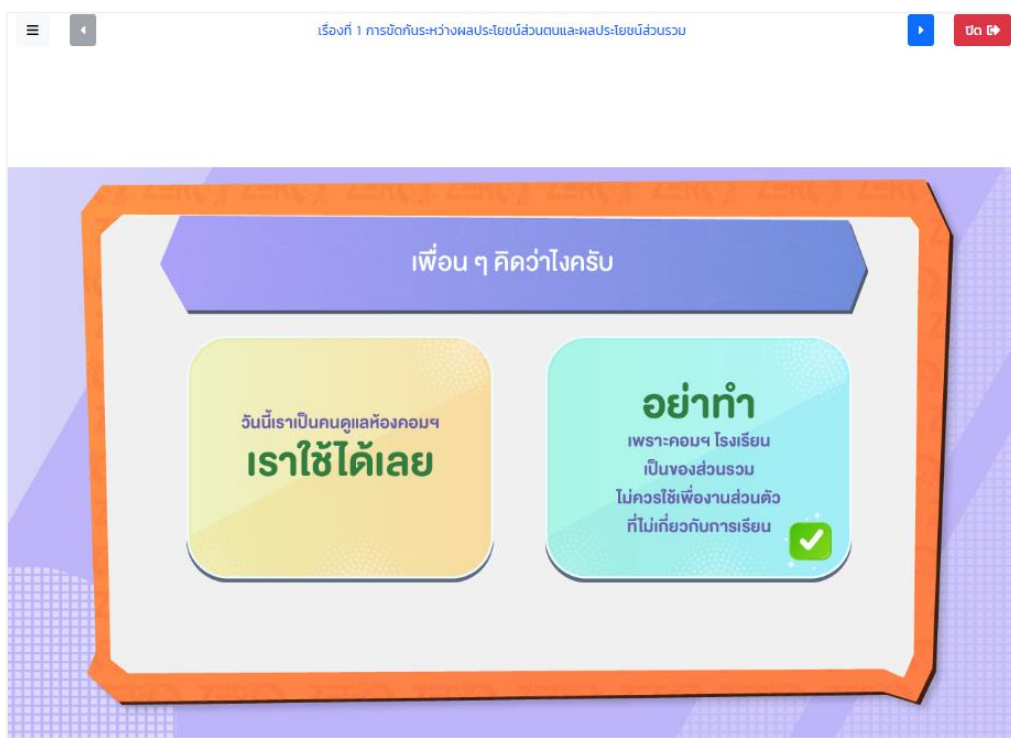 เรื่องที่ 1 การขัดกันระหว่างผลประโยชน์ส่วนตนและผลประโยชน์ส่วนรวม
ปิด
เพื่อน ๆ คิดว่าไงครับ
วันนี้เราเป็นคนดูแลห้องคอมฯ
เราใช้ได้เลย
อย่าทำ
เพราะคอมฯ โรงเรียน
เป็นของส่วนรวม
ไม่ควรใช้เพื่องานส่วนตัว
ที่ไม่เกี่ยวกับการเรียน